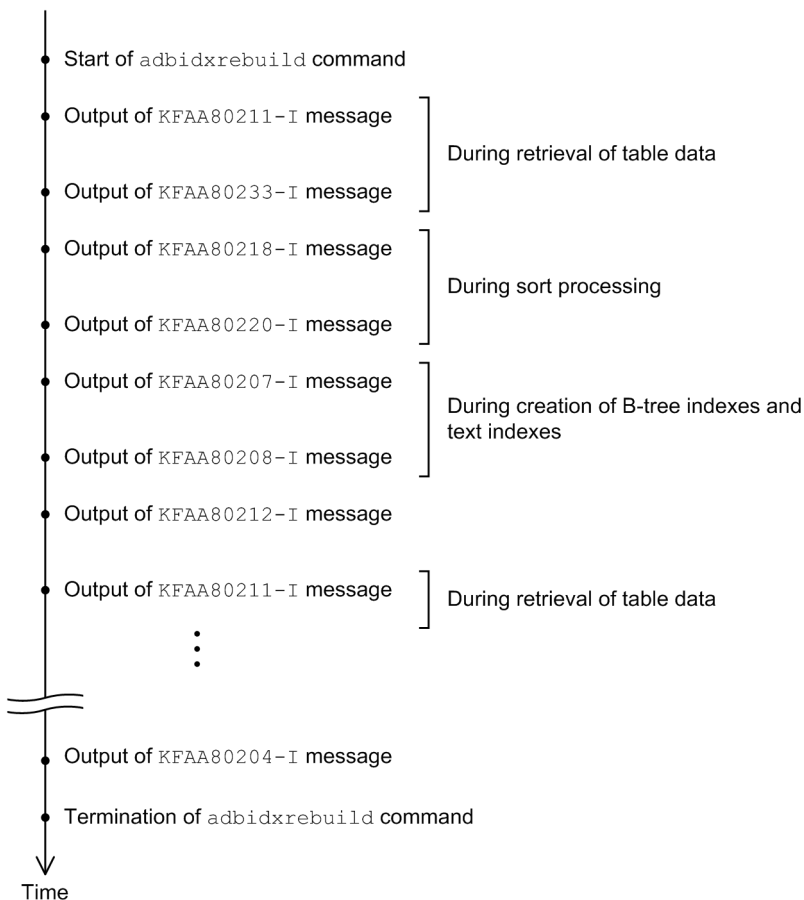 Start of adbidxrebuild command
Output of KFAA80211-I message
During retrieval of table data
Output of KFAA80233-I message
Output of KFAA80218-I message
During sort processing
Output of KFAA80220-I message
Output of KFAA80207-I message
During creation of B-tree indexes and
text indexes
Output of KFAA80208-I message
Output of KFAA80212-I message
Output of KFAA80211-I message
During retrieval of table data
Output of KFAA80204-I message
Termination of adbidxrebuild command
Time